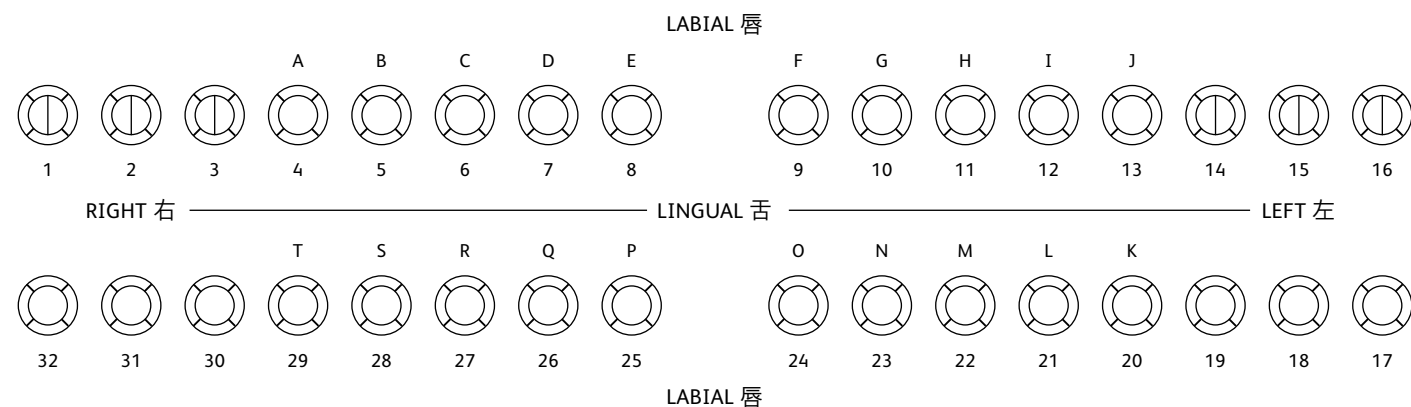 LABIAL 唇
A B C D E F G H I J
1 2 3 4 5 6 7 8 9 10 11 12 13 14 15 16
RIGHT 右 LINGUAL 舌 LEFT 左
T S R Q P O N M L K
32 31 30 29 28 27 26 25 24 23 22 21 20 19 18 17
LABIAL 唇